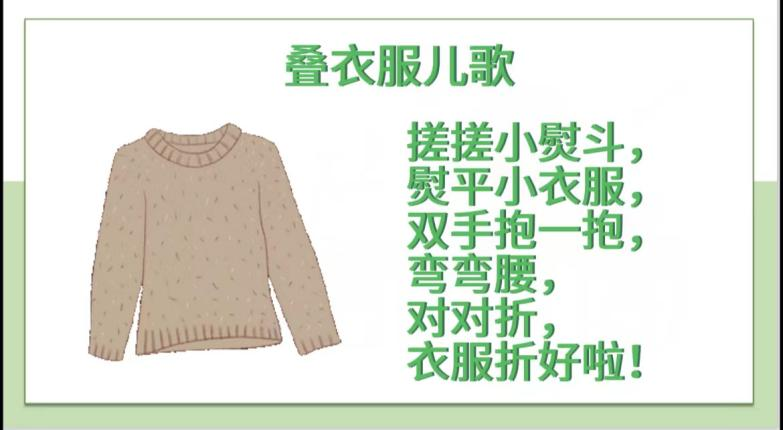 叠衣服儿歌
搓搓小熨斗，
熨平小衣服，
双手抱一抱，
弯弯腰，
对对折，
衣服折好啦！